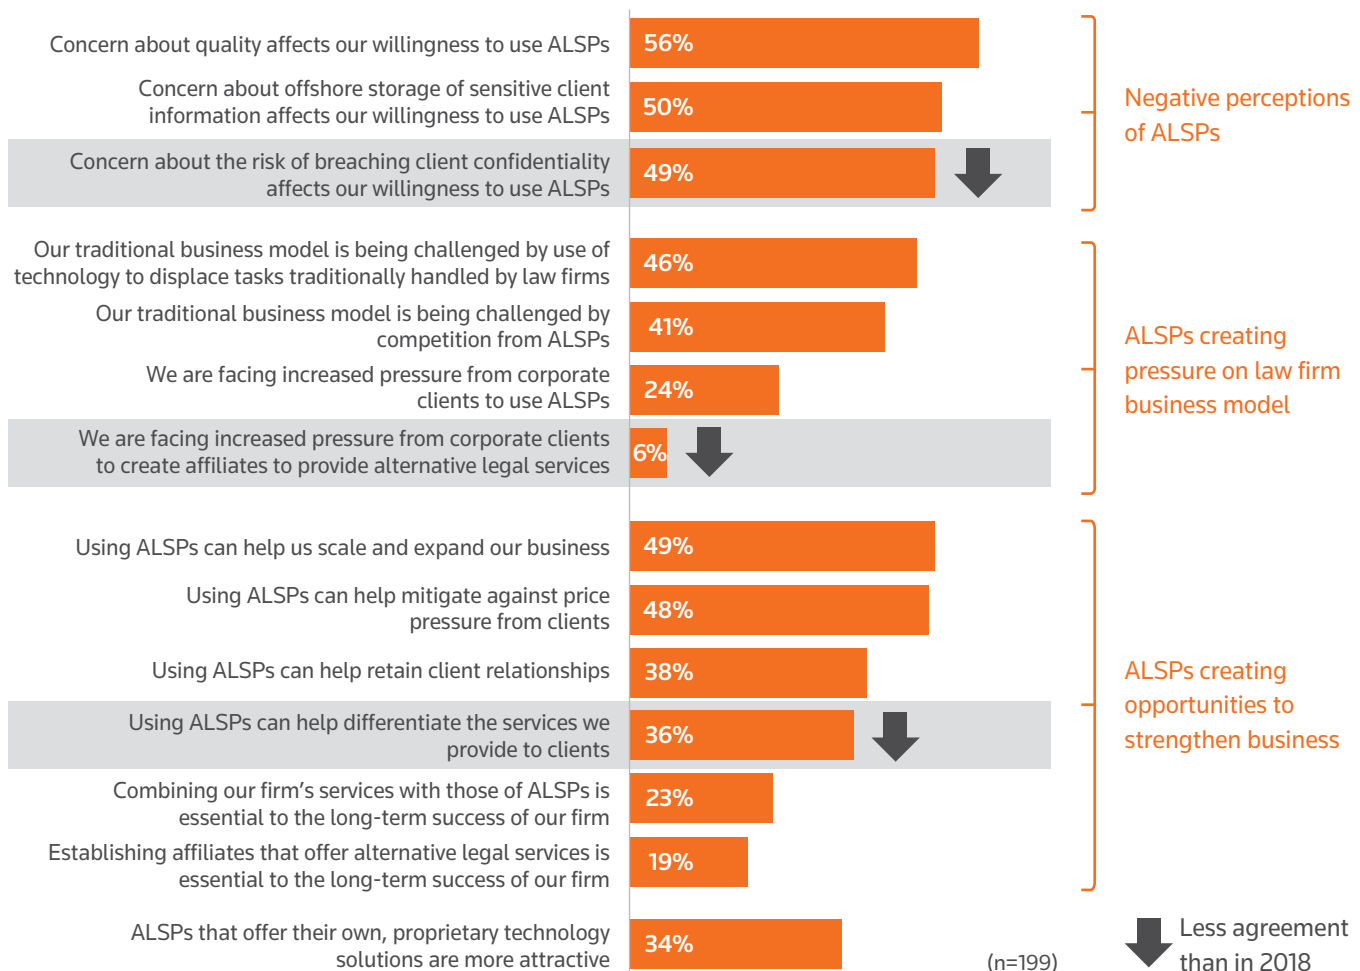 Concern about quality affects our willingness to use ALSPs
56%
Concern about offshore storage of sensitive client
information affects our willingness to use ALSPs
50%
Concern about the risk of breaching client confidentiality
affects our willingness to use ALSPs
49%
Negative perceptions
of ALSPs
Our traditional business model is being challenged by use of
technology to displace tasks traditionally handled by law firms
46%
Our traditional business model is being challenged by
competition from ALSPs
41%
We are facing increased pressure from corporate
clients to use ALSPs
24%
We are facing increased pressure from corporate clients
to create affiliates to provide alternative legal services
6%
ALSPs creating
pressure on law firm
business model
Using ALSPs can help us scale and expand our business
49%
Using ALSPs can help mitigate against price
pressure from clients
48%
Using ALSPs can help retain client relationships
38%
Using ALSPs can help differentiate the services we
provide to clients
36%
Combining our firm’s services with those of ALSPs is
essential to the long-term success of our firm
23%
Establishing affiliates that offer alternative legal services is
essential to the long-term success of our firm
19%
ALSPs creating
opportunities to
strengthen business
ALSPs that offer their own, proprietary technology
solutions are more attractive
34%
(n=199)
Less agreement
than in 2018